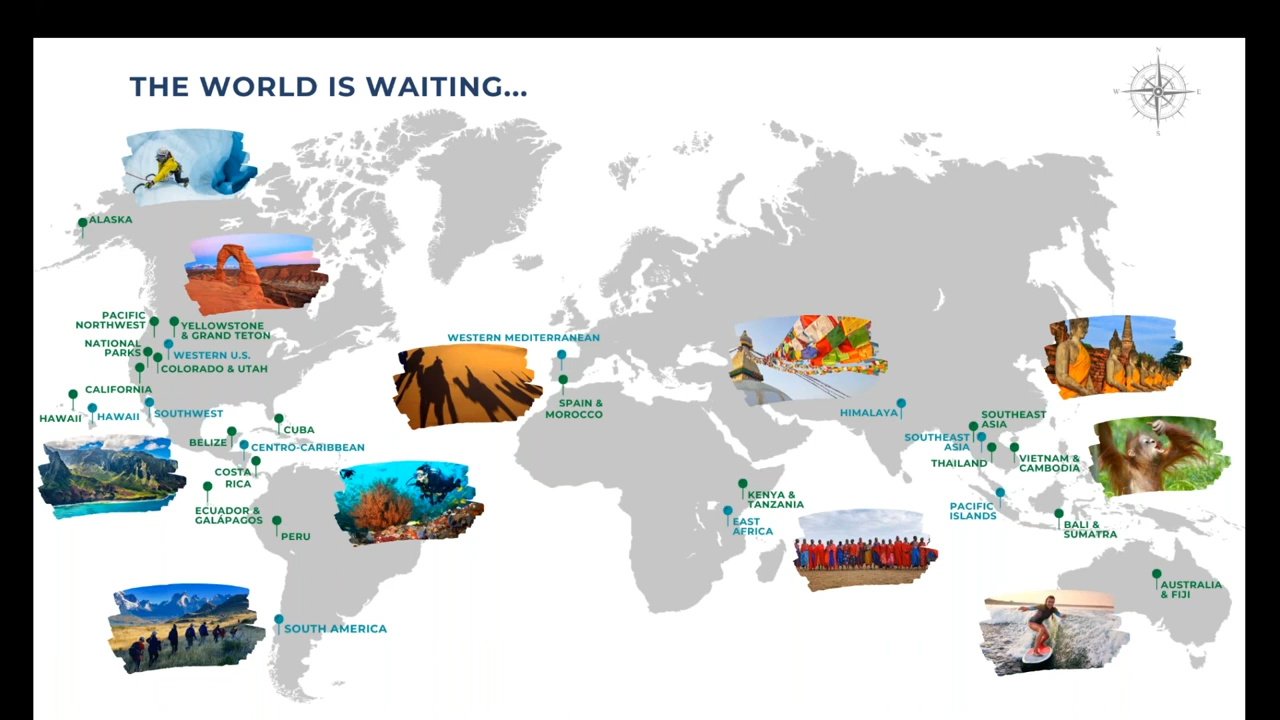 THE WORLD IS WAITING...
N
W
E
S
ALASKA
PACIFIC
NORTHWEST
YELLOWSTONE
& GRAND TETON
NATIONAL
PARKS
WESTERN U.S.
COLORADO & UTAH
CALIFORNIA
HAWAII
HAWAII
SOUTHWEST
CUBA
BELIZE
CENTRO-CARIBBEAN
COSTA
RICA
ECUADOR &
GALÁPAGOS
PERU
SOUTH AMERICA
WESTERN MEDITERRANEAN
SPAIN &
MOROCCO
KENYA &
TANZANIA
EAST
AFRICA
HIMALAYA
SOUTHEAST
ASIA
SOUTHEAST
ASIA
THAILAND
VIETNAM &
CAMBODIA
PACIFIC
ISLANDS
BALI &
SUMATRA
AUSTRALIA
& FIJI